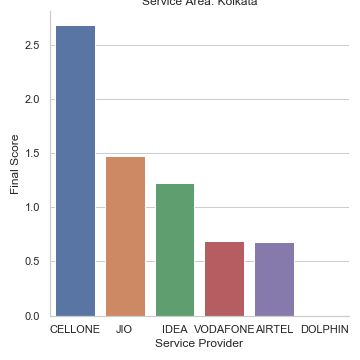 Service Area: Kolkata
Final Score
2.5
2.0
1.5
1.0
0.5
0.0
CELLONE JIO IDEA VODAFONE AIRTEL DOLPHIN
Service Provider